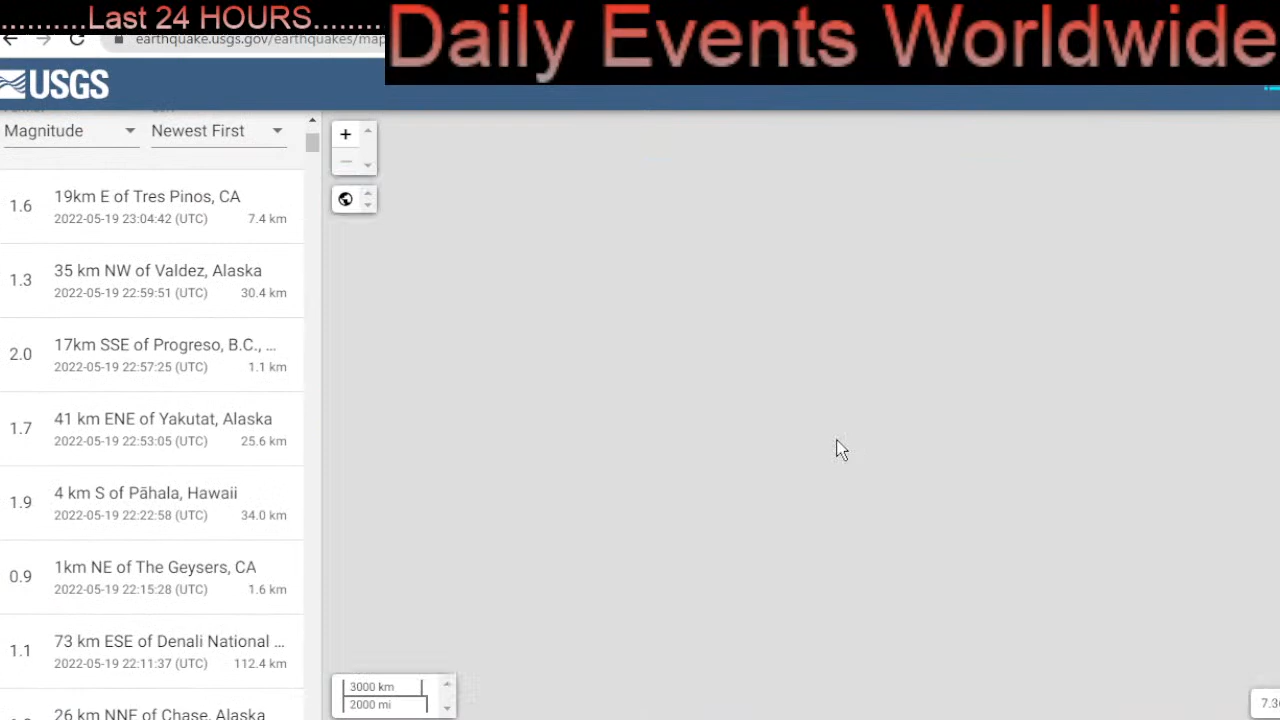 ..........Last 24 HOURS........
Daily Events Worldwide
earthquake.usgs.gov/earthquakes/map
USGS
Magnitude
Newest First
1.6
19km E of Tres Pinos, CA
2022-05-19 23:04:42 (UTC)
7.4 km
1.3
35 km NW of Valdez, Alaska
2022-05-19 22:59:51 (UTC)
30.4 km
2.0
17km SSE of Progreso, B.C., ...
2022-05-19 22:57:25 (UTC)
1.1 km
1.7
41 km ENE of Yakutat, Alaska
2022-05-19 22:53:05 (UTC)
25.6 km
1.9
4 km S of Pāhala, Hawaii
2022-05-19 22:22:58 (UTC)
34.0 km
0.9
1km NE of The Geysers, CA
2022-05-19 22:15:28 (UTC)
1.6 km
1.1
73 km ESE of Denali National ...
2022-05-19 22:11:37 (UTC)
112.4 km
26 km NNE of Chase, Alaska
+
−
3000 km
2000 mi